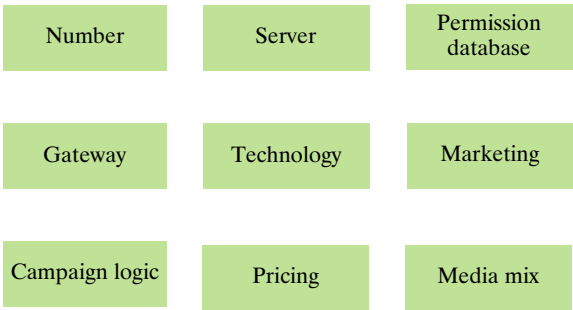 Number
Server
Permission
database
Gateway
Technology
Marketing
Campaign logic
Pricing
Media mix